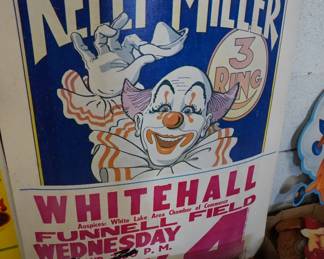 KELLY MILLER
3
RING
WHITEHALL
Auspices: White Lake Area Chamber of Commerce
FUNNELL FIELD
WEDNESDAY
P. M.
4